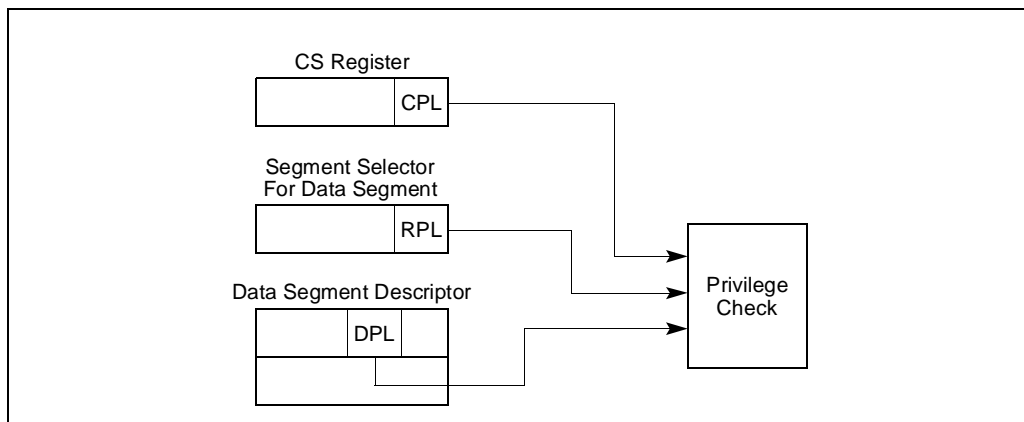 CS Register
CPL
Segment Selector
For Data Segment
RPL
Data Segment Descriptor
DPL
Privilege
Check